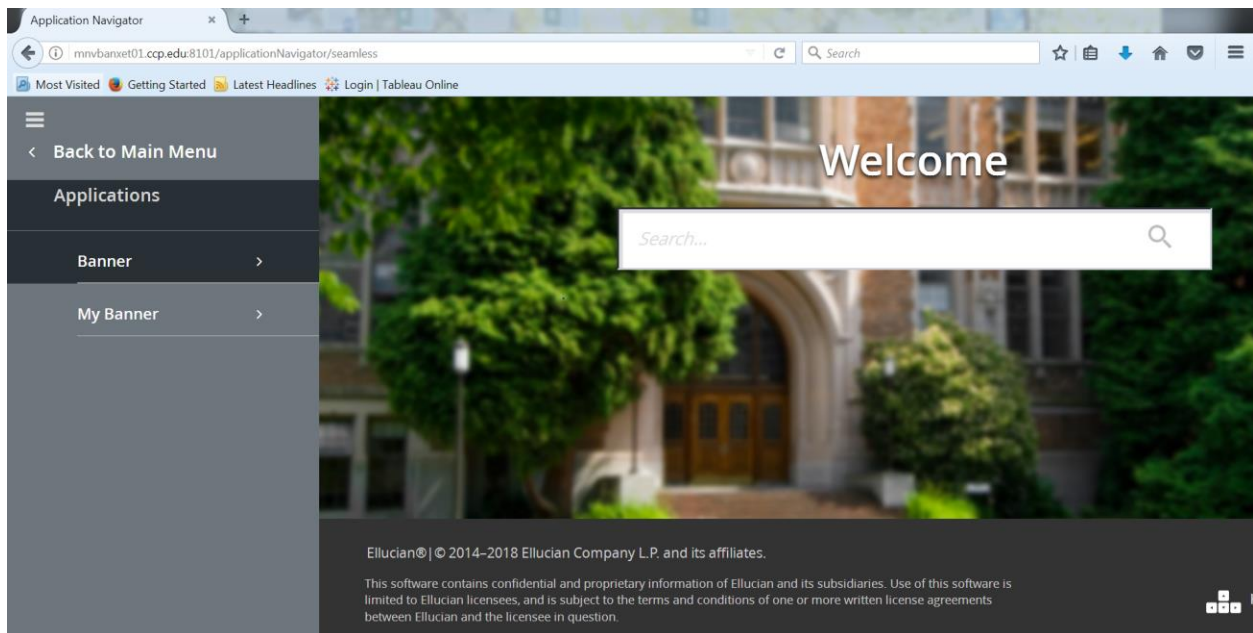 Application Navigator
mnvbanxet01.ccp.edu:8101/applicationNavigator/seamless
Search
Most Visited Getting Started Latest Headlines Login | Tableau Online
Back to Main Menu
Applications
Banner
My Banner
Welcome
Search...
Ellucian®|© 2014–2018 Ellucian Company L.P. and its affiliates.
This software contains confidential and proprietary information of Ellucian and its subsidiaries. Use of this software is
limited to Ellucian licensees, and is subject to the terms and conditions of one or more written license agreements
between Ellucian and the licensee in question.